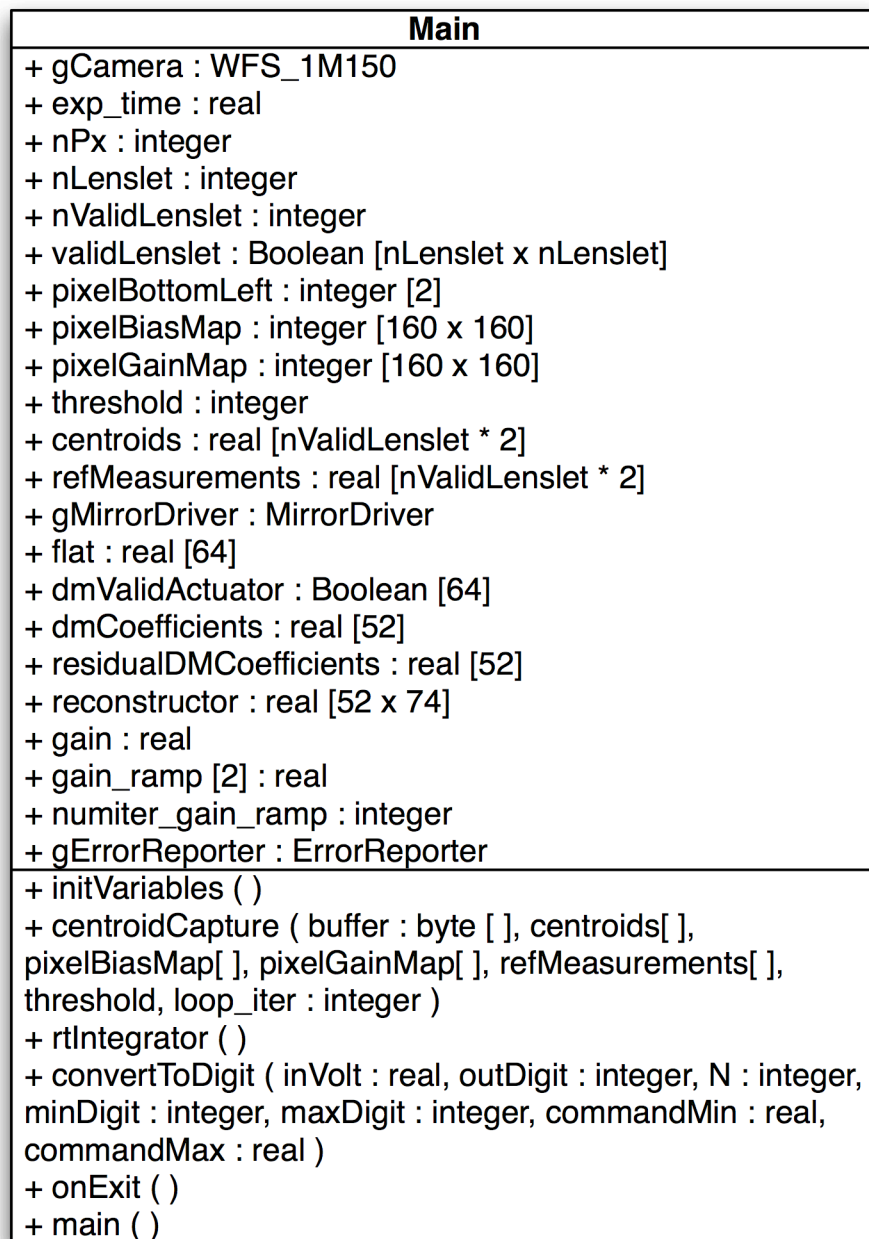 Main
+ gCamera : WFS_1M150
+ exp_time : real
+ nPx : integer
+ nLenslet : integer
+ nValidLenslet : integer
+ validLenslet : Boolean [nLenslet x nLenslet]
+ pixelBottomLeft : integer [2]
+ pixelBiasMap : integer [160 x 160]
+ pixelGainMap : integer [160 x 160]
+ threshold : integer
+ centroids : real [nValidLenslet * 2]
+ refMeasurements : real [nValidLenslet * 2]
+ gMirrorDriver : MirrorDriver
+ flat : real [64]
+ dmValidActuator : Boolean [64]
+ dmCoefficients : real [52]
+ residualDMCoefficients : real [52]
+ reconstructor : real [52 x 74]
+ gain : real
+ gain_ramp [2] : real
+ numiter_gain_ramp : integer
+ gErrorReporter : ErrorReporter
+ initVariables ( )
+ centroidCapture ( buffer : byte [ ], centroids[ ],
pixelBiasMap[ ], pixelGainMap[ ], refMeasurements[ ],
threshold, loop_iter : integer )
+ rtIntegrator ( )
+ convertToDigit ( inVolt : real, outDigit : integer, N : integer,
minDigit : integer, maxDigit : integer, commandMin : real,
commandMax : real )
+ onExit ( )
+ main ( )